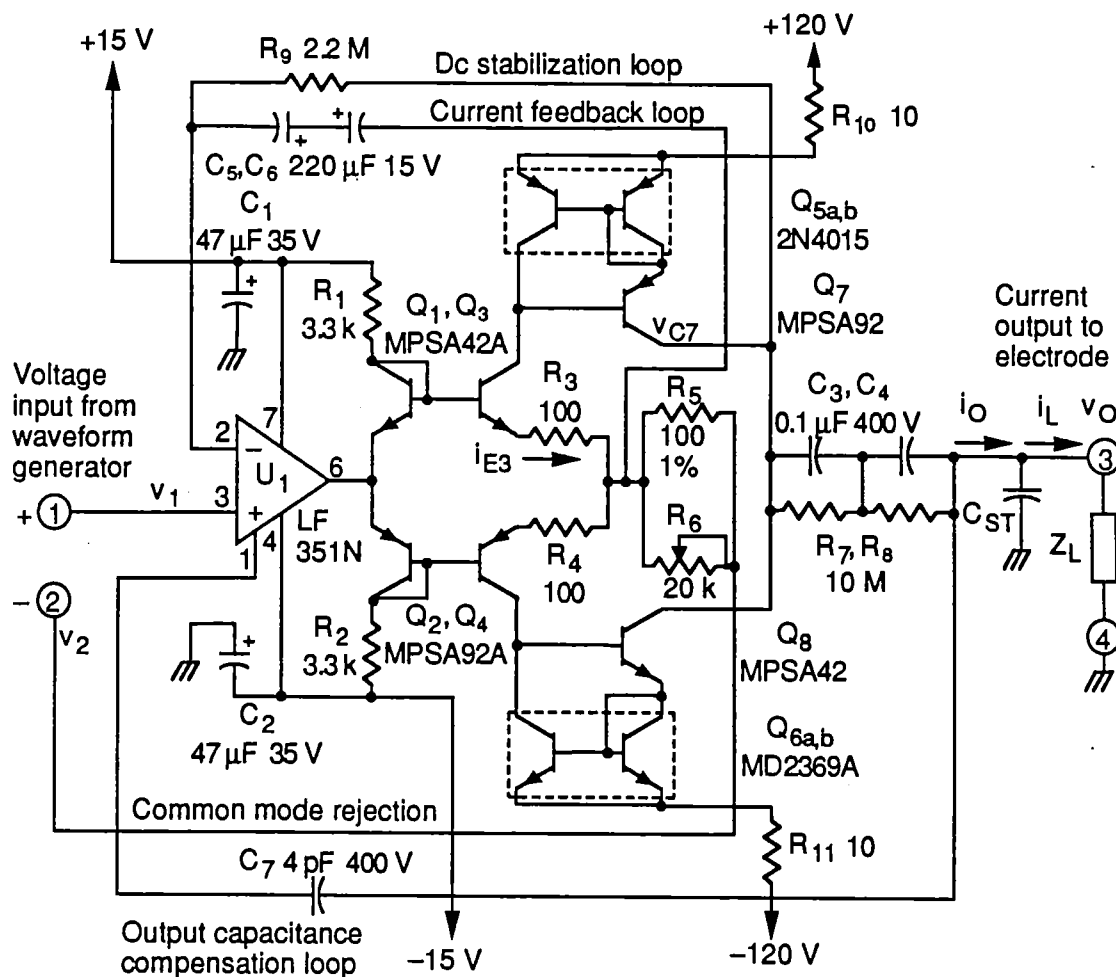 +15 V
R9 2.2 M
Dc stabilization loop
+120 V
R10 10
Current feedback loop
+
+
C5, C6 220 µF 15 V
C1
47 µF 35 V
+
R1
3.3 k
Q1, Q3
MPSA42A
Q5a,b
2N4015
Q7
MPSA92
vC7
Current
output to
electrode
Voltage
input from
waveform
generator
R3
100
iE3
R5
100
1%
C3, C4
0.1 µF 400 V
iO
iL
vO
3
2
7
−
U1
6
+ 1
v1
3
+
1
4
LF
351N
R4
100
R6
20 k
R7, R8
10 M
CST
ZL
− 2
v2
+
R2
3.3 k
Q2, Q4
MPSA92A
Q8
MPSA42
4
C2
47 µF 35 V
Q6a,b
MD2369A
Common mode rejection
R11 10
C7 4 pF 400 V
Output capacitance
compensation loop
−15 V
−120 V